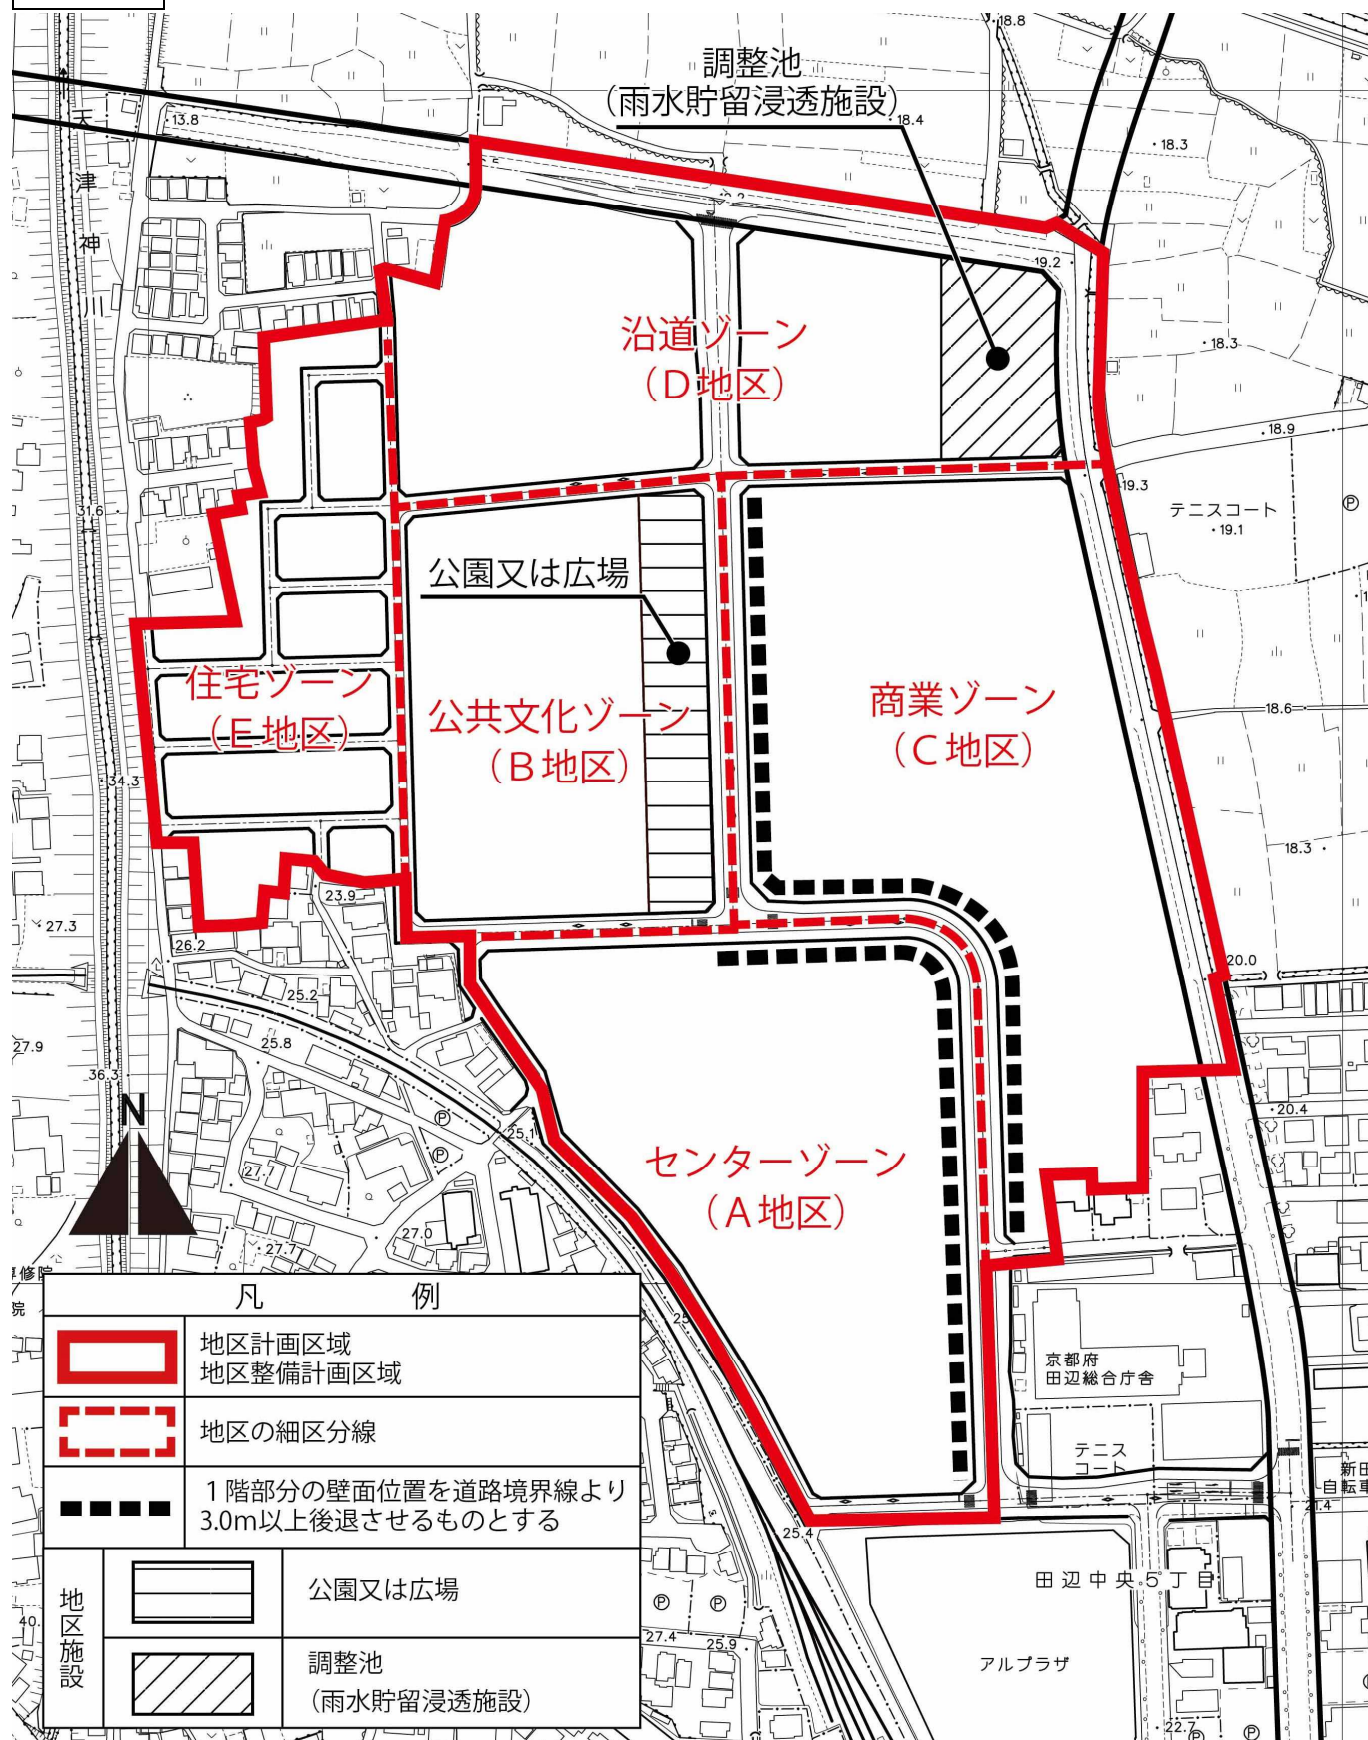 18.8
調整池
(雨水貯留浸透施設)
18.4
13.8
18.3
天津神川
19.2
沿道ゾーン
(D地区)
18.3
18.9
19.3
テニスコート
19.1
31.6
公園又は広場
住宅ゾーン
(E地区)
公共文化ゾーン
(B地区)
商業ゾーン
(C地区)
18.6
34.3
18.3
23.9
27.3
26.2
20.0
25.2
27.9
25.8
36.3
N
20.4
25.1
27.7
センターゾーン
(A地区)
27.0
27.7
凡例
地区計画区域
地区整備計画区域
地区の細区分線
1階部分の壁面位置を道路境界線より
3.0m以上後退させるものとする
地区施設
公園又は広場
調整池
(雨水貯留浸透施設)
京都府
田辺総合庁舎
テニス
コート
新田
自転車
21.4
25.4
田辺中央5丁目
27.4
25.9
アルプラザ
22.7
40.